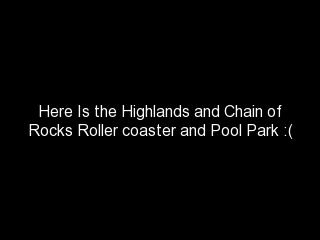 Here Is the Highlands and Chain of
Rocks Roller coaster and Pool Park :(